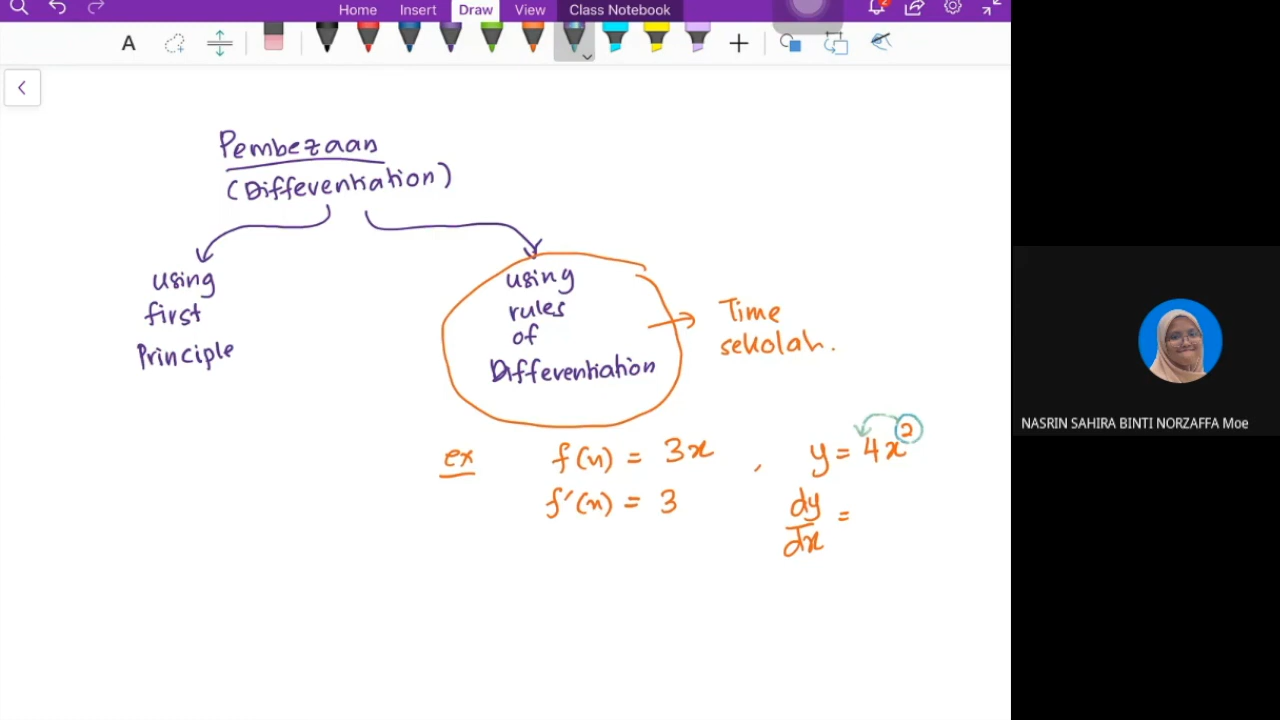 Home Insert Draw View Class Notebook
2
A
Pembezaan
(Differentiation)
using
first
Principle
using
rules
of
Differentiation
Time
sekolah.
ex
f(x) = 3x , y = 4x²
f'(x) = 3
dy/dx =
NASRIN SAHIRA BINTI NORZAFFA Moe